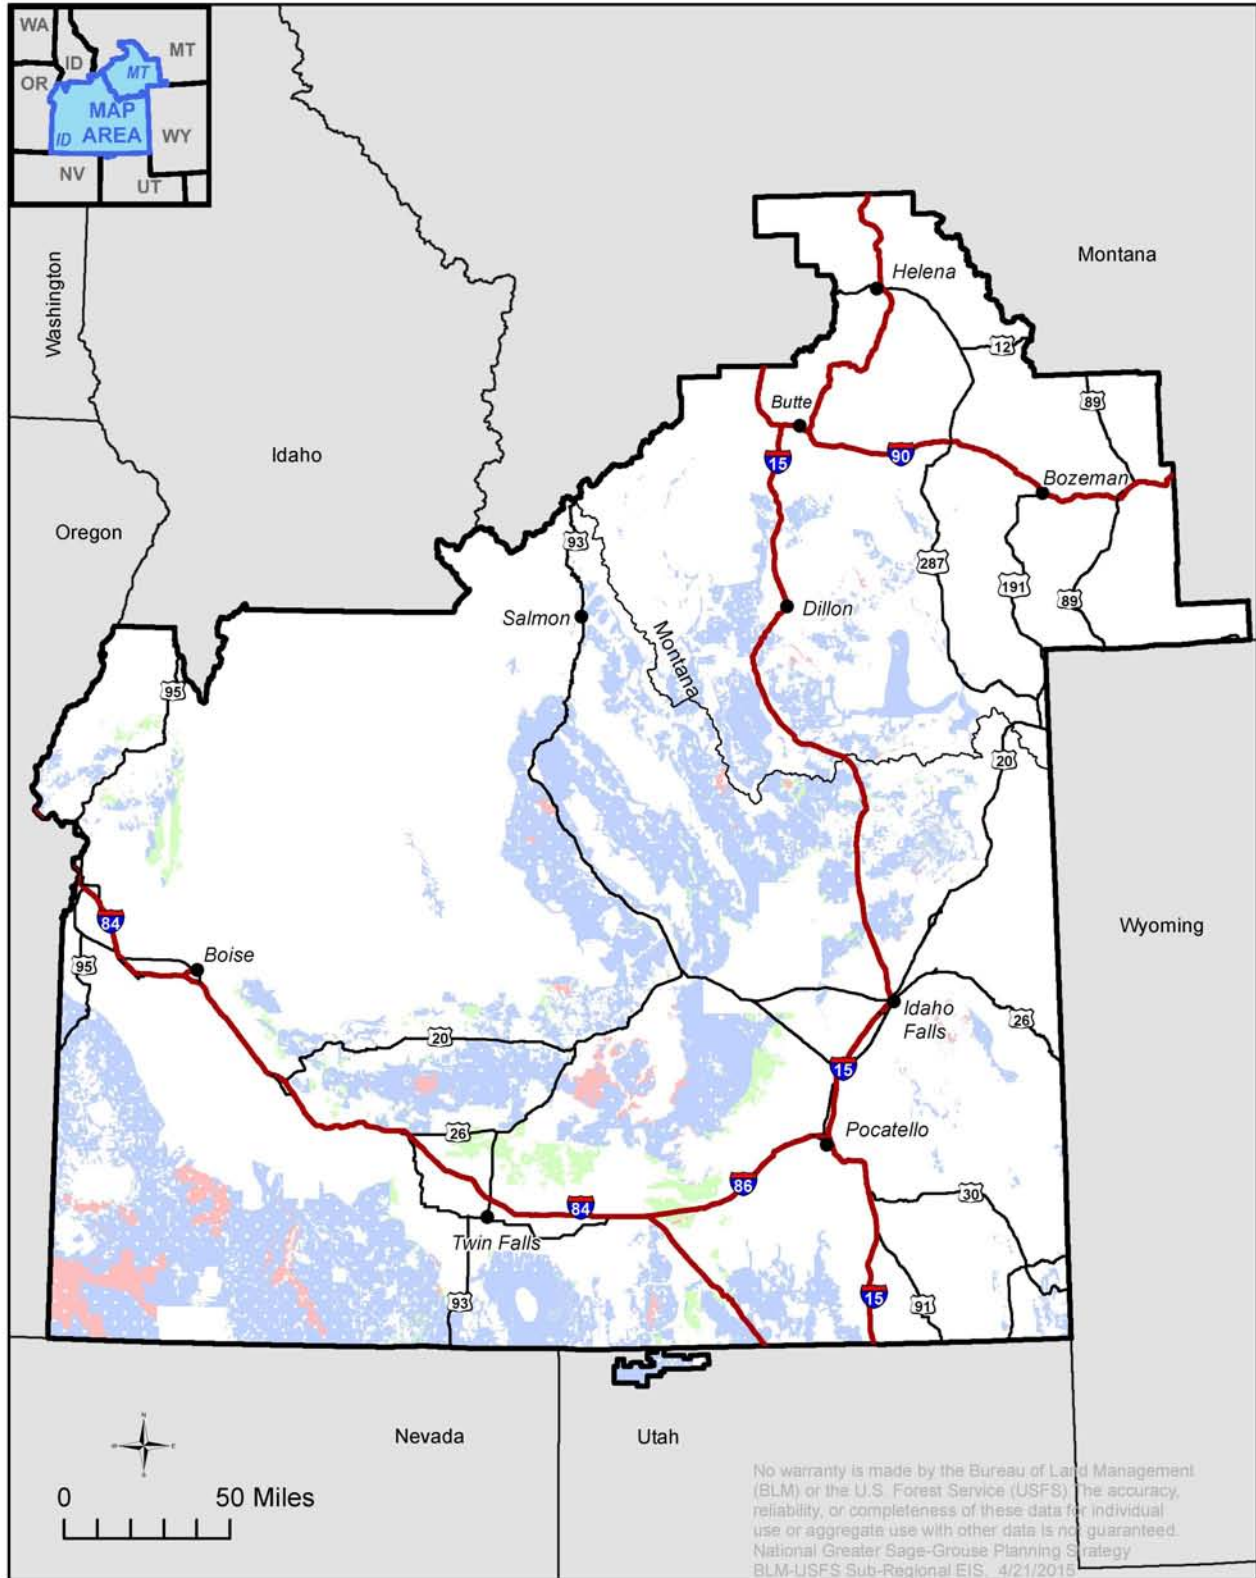 WA
MT
ID
MT
OR
MAP
AREA
ID
WY
NV
UT
Washington
Montana
Helena
12
Butte
89
Idaho
15
90
Bozeman
Oregon
93
287
191
89
Salmon
Dillon
Montana
95
20
84
Wyoming
Boise
95
Idaho
Falls
26
20
15
26
Pocatello
86
30
84
Twin Falls
93
15
91
Nevada
Utah
N
E
S
W
0
50 Miles
No warranty is made by the Bureau of Land Management
(BLM) or the U.S. Forest Service (USFS) The accuracy,
reliability, or completeness of these data for individual
use or aggregate use with other data is not guaranteed.
National Greater Sage-Grouse Planning Strategy
BLM-USFS Sub-Regional EIS. 4/21/2015